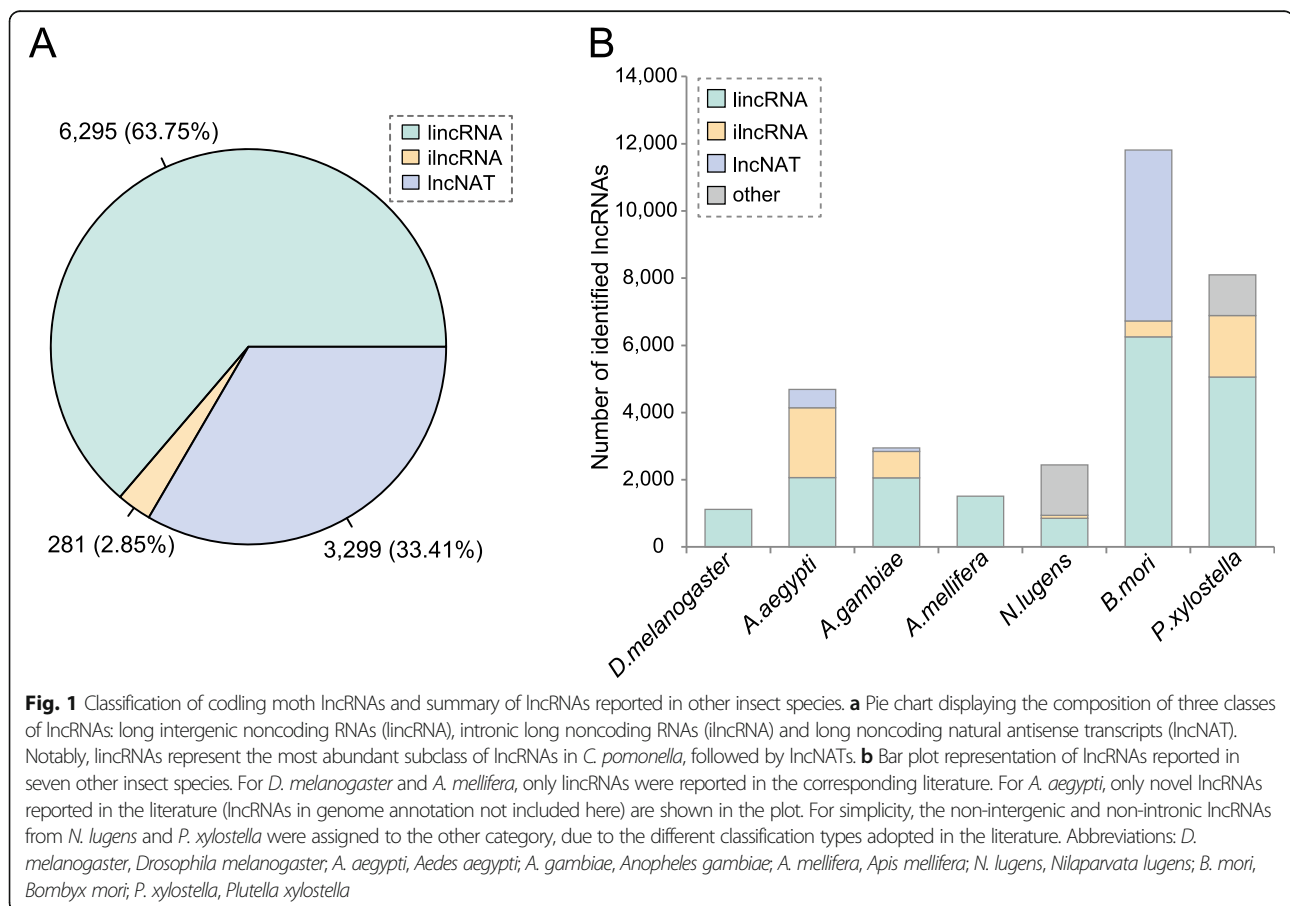 A
6,295 (63.75%)
lincRNA
ilncRNA
lncNAT
281 (2.85%)
3,299 (33.41%)
B
Number of identified lncRNAs
14,000
12,000
10,000
8,000
6,000
4,000
2,000
0
lincRNA
ilncRNA
lncNAT
other
D.melanogaster
A.aegypti
A.gambiae
A.mellifera
N.lugens
B.mori
P.xylostella
Fig. 1 Classification of codling moth lncRNAs and summary of lncRNAs reported in other insect species. a Pie chart displaying the composition of three classes
of lncRNAs: long intergenic noncoding RNAs (lincRNA), intronic long noncoding RNAs (ilncRNA) and long noncoding natural antisense transcripts (lncNAT).
Notably, lincRNAs represent the most abundant subclass of lncRNAs in C. pomonella, followed by lncNATs. b Bar plot representation of lncRNAs reported in
seven other insect species. For D. melanogaster and A. mellifera, only lincRNAs were reported in the corresponding literature. For A. aegypti, only novel lncRNAs
reported in the literature (lncRNAs in genome annotation not included here) are shown in the plot. For simplicity, the non-intergenic and non-intronic lncRNAs
from N. lugens and P. xylostella were assigned to the other category, due to the different classification types adopted in the literature. Abbreviations: D.
melanogaster, Drosophila melanogaster; A. aegypti, Aedes aegypti; A. gambiae, Anopheles gambiae; A. mellifera, Apis mellifera; N. lugens, Nilaparvata lugens; B. mori,
Bombyx mori; P. xylostella, Plutella xylostella